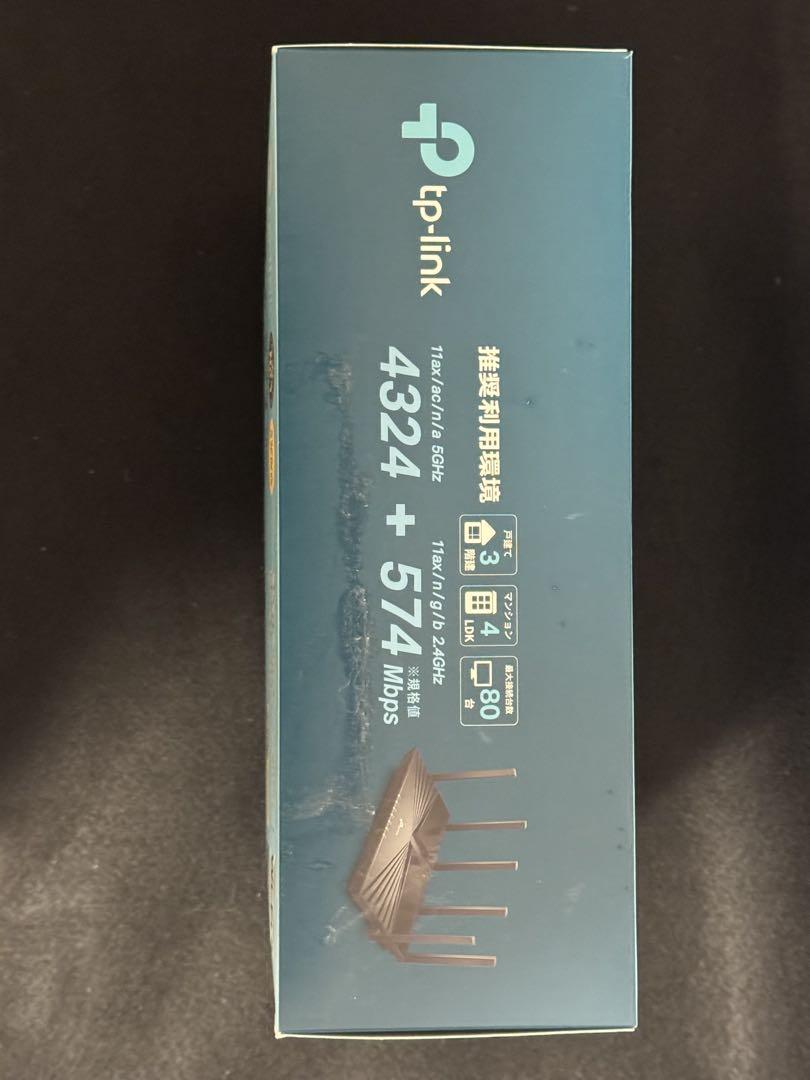 tp-link
推奨利用環境
戸建て
3
階建
マンション
4
LDK
最大接続台数
80
台
11ax/ac/n/a 5GHz
11ax/n/g/b 2.4GHz
4324 + 574 Mbps
※規格値